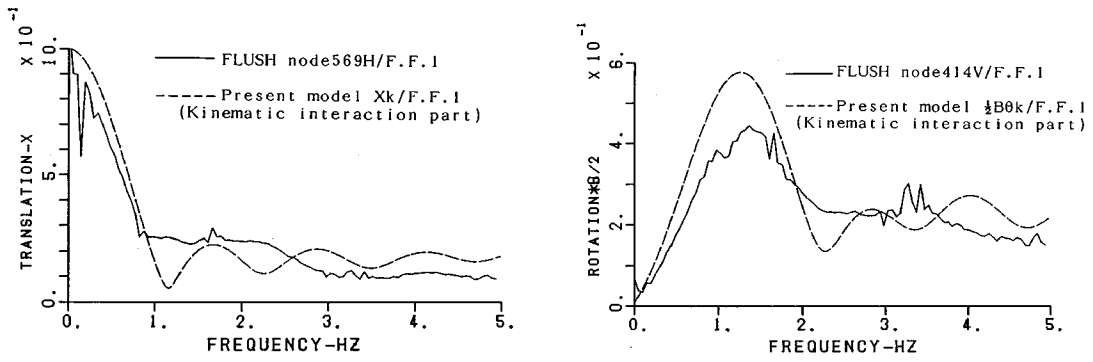 TRANSLATION-X X 10⁻¹
10.
5.
0.
FLUSH node569H/F.F.1
Present model Xk/F.F.1
(Kinematic interaction part)
0. 1. 2. 3. 4. 5.
FREQUENCY-HZ
ROTATION*B/2 X 10⁻¹
6.
4.
2.
0.
FLUSH node414V/F.F.1
Present model ½Bθk/F.F.1
(Kinematic interaction part)
0. 1. 2. 3. 4. 5.
FREQUENCY-HZ